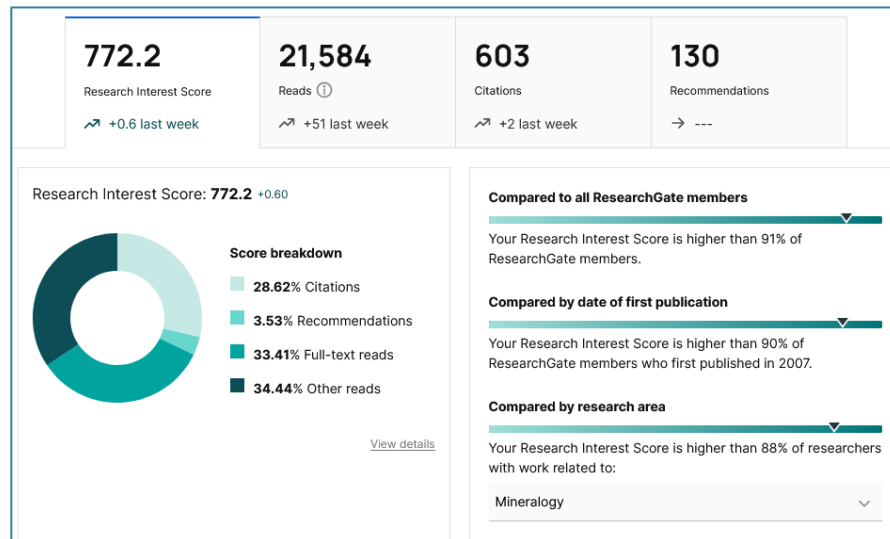 772.2
Research Interest Score
+0.6 last week
21,584
Reads
+51 last week
603
Citations
+2 last week
130
Recommendations
---
Research Interest Score: 772.2 +0.60
Score breakdown
28.62% Citations
3.53% Recommendations
33.41% Full-text reads
34.44% Other reads
View details
Compared to all ResearchGate members
Your Research Interest Score is higher than 91% of
ResearchGate members.
Compared by date of first publication
Your Research Interest Score is higher than 90% of
ResearchGate members who first published in 2007.
Compared by research area
Your Research Interest Score is higher than 88% of researchers
with work related to:
Mineralogy